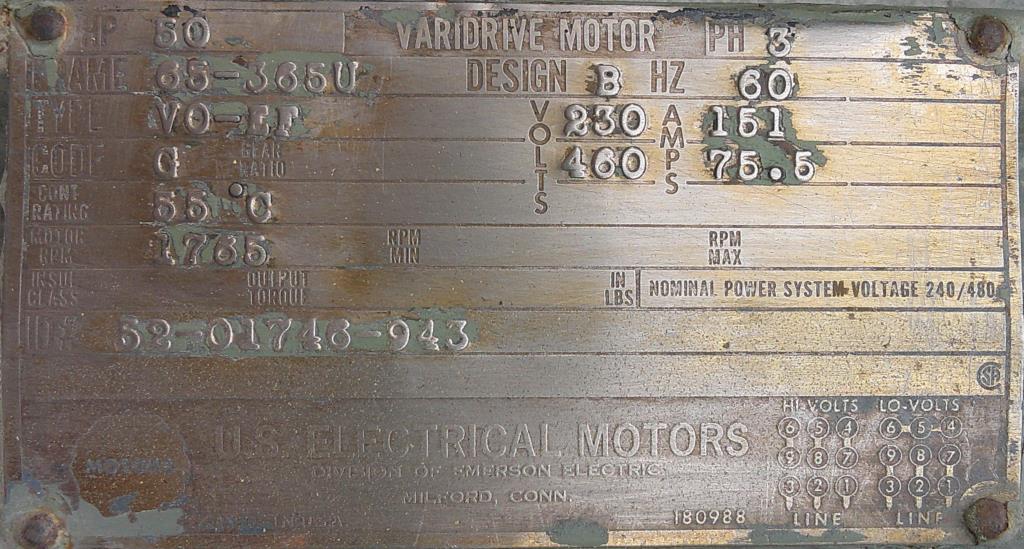 HP 50 VARIDRIVE MOTOR PH 3
FRAME 65-365U DESIGN B HZ 60
TYPE VO-EF VOLTS 230 AMPS 151
CODE G GEAR RATIO 460 75.5
CONT RATING 55°C
MOTOR RPM 1765 RPM MIN RPM MAX
INSUL CLASS OUTPUT TORQUE IN LBS NOMINAL POWER SYSTEM VOLTAGE 240/480
ID# 52-01746-943
SA
HI-VOLTS LO-VOLTS
6 5 4 6-5-4
U.S. ELECTRICAL MOTORS
9 8 7 9 8 7
DIVISION OF EMERSON ELECTRIC
MOTORS
MILFORD, CONN.
3 2 1 3 2 1
IN USA 180988 LINE LINE